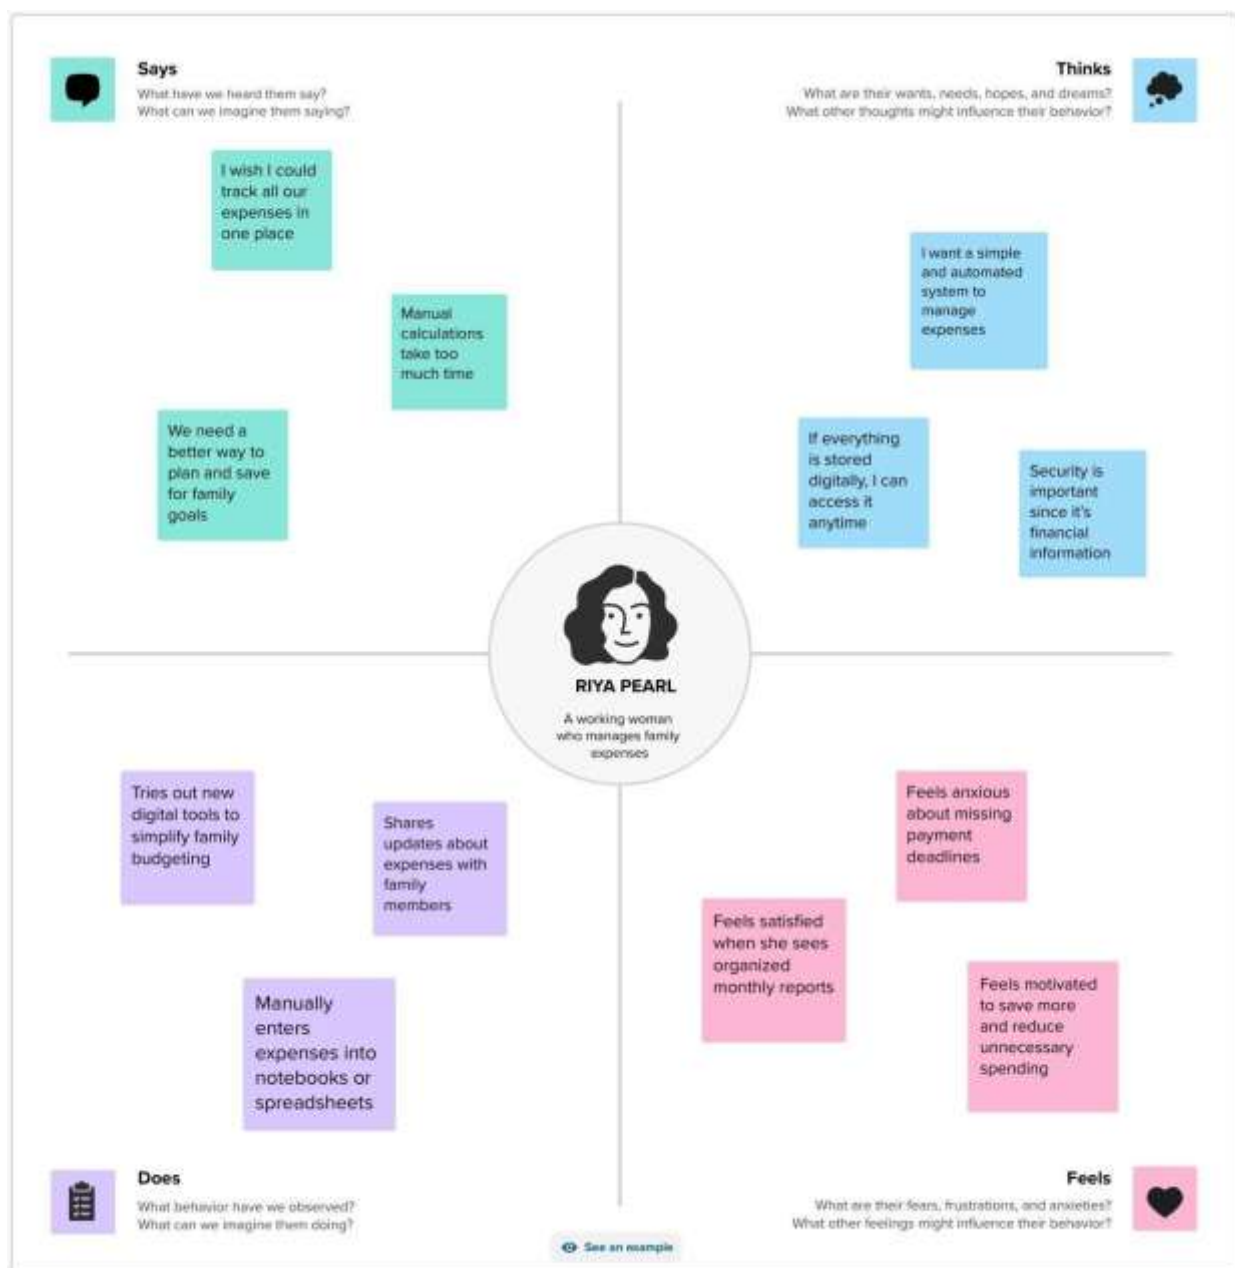 Says
What have we heard them say?
What can we imagine them saying?
I wish I could
track all our
expenses in
one place
Manual
calculations
take too
much time
We need a
better way to
plan and save
for family
goals
Thinks
What are their wants, needs, hopes, and dreams?
What other thoughts might influence their behavior?
I want a simple
and automated
system to
manage
expenses
If everything
is stored
digitally, I can
access it
anytime
Security is
important
since it's
financial
information
RIYA PEARL
A working woman
who manages family
expenses
Tries out new
digital tools to
simplify family
budgeting
Shares
updates about
expenses with
family
members
Manually
enters
expenses into
notebooks or
spreadsheets
Does
What behavior have we observed?
What can we imagine them doing?
Feels anxious
about missing
payment
deadlines
Feels satisfied
when she sees
organized
monthly reports
Feels motivated
to save more
and reduce
unnecessary
spending
Feels
What are their fears, frustrations, and anxieties?
What other feelings might influence their behavior?
See an example